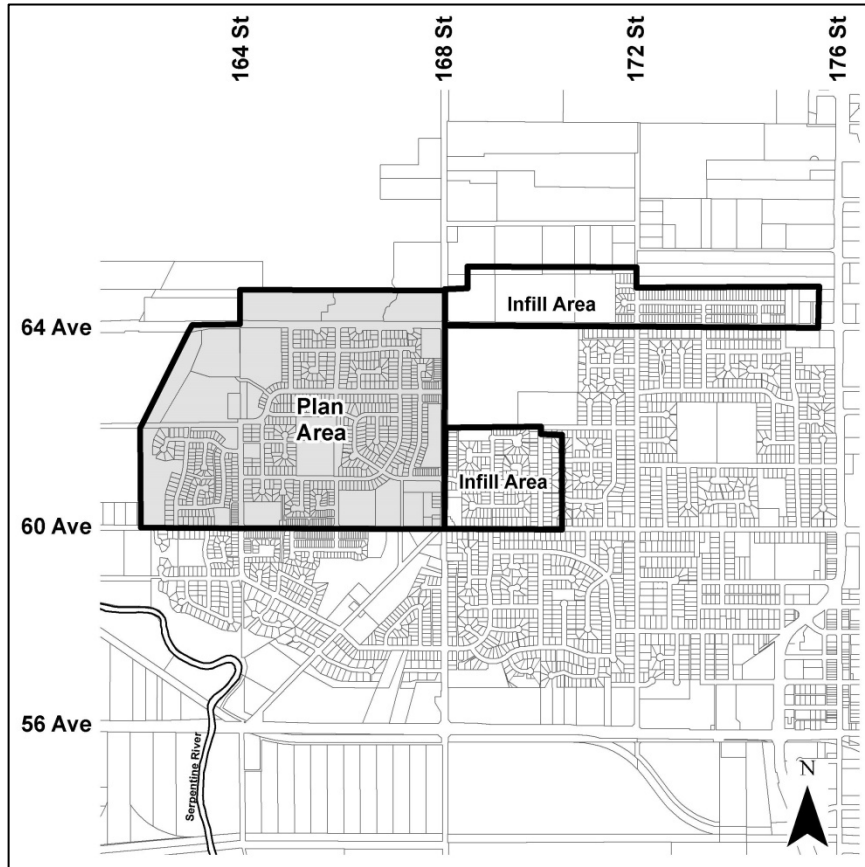 164 St
168 St
172 St
176 St
Infill Area
64 Ave
Plan
Area
Infill Area
60 Ave
56 Ave
Serpentine River
N